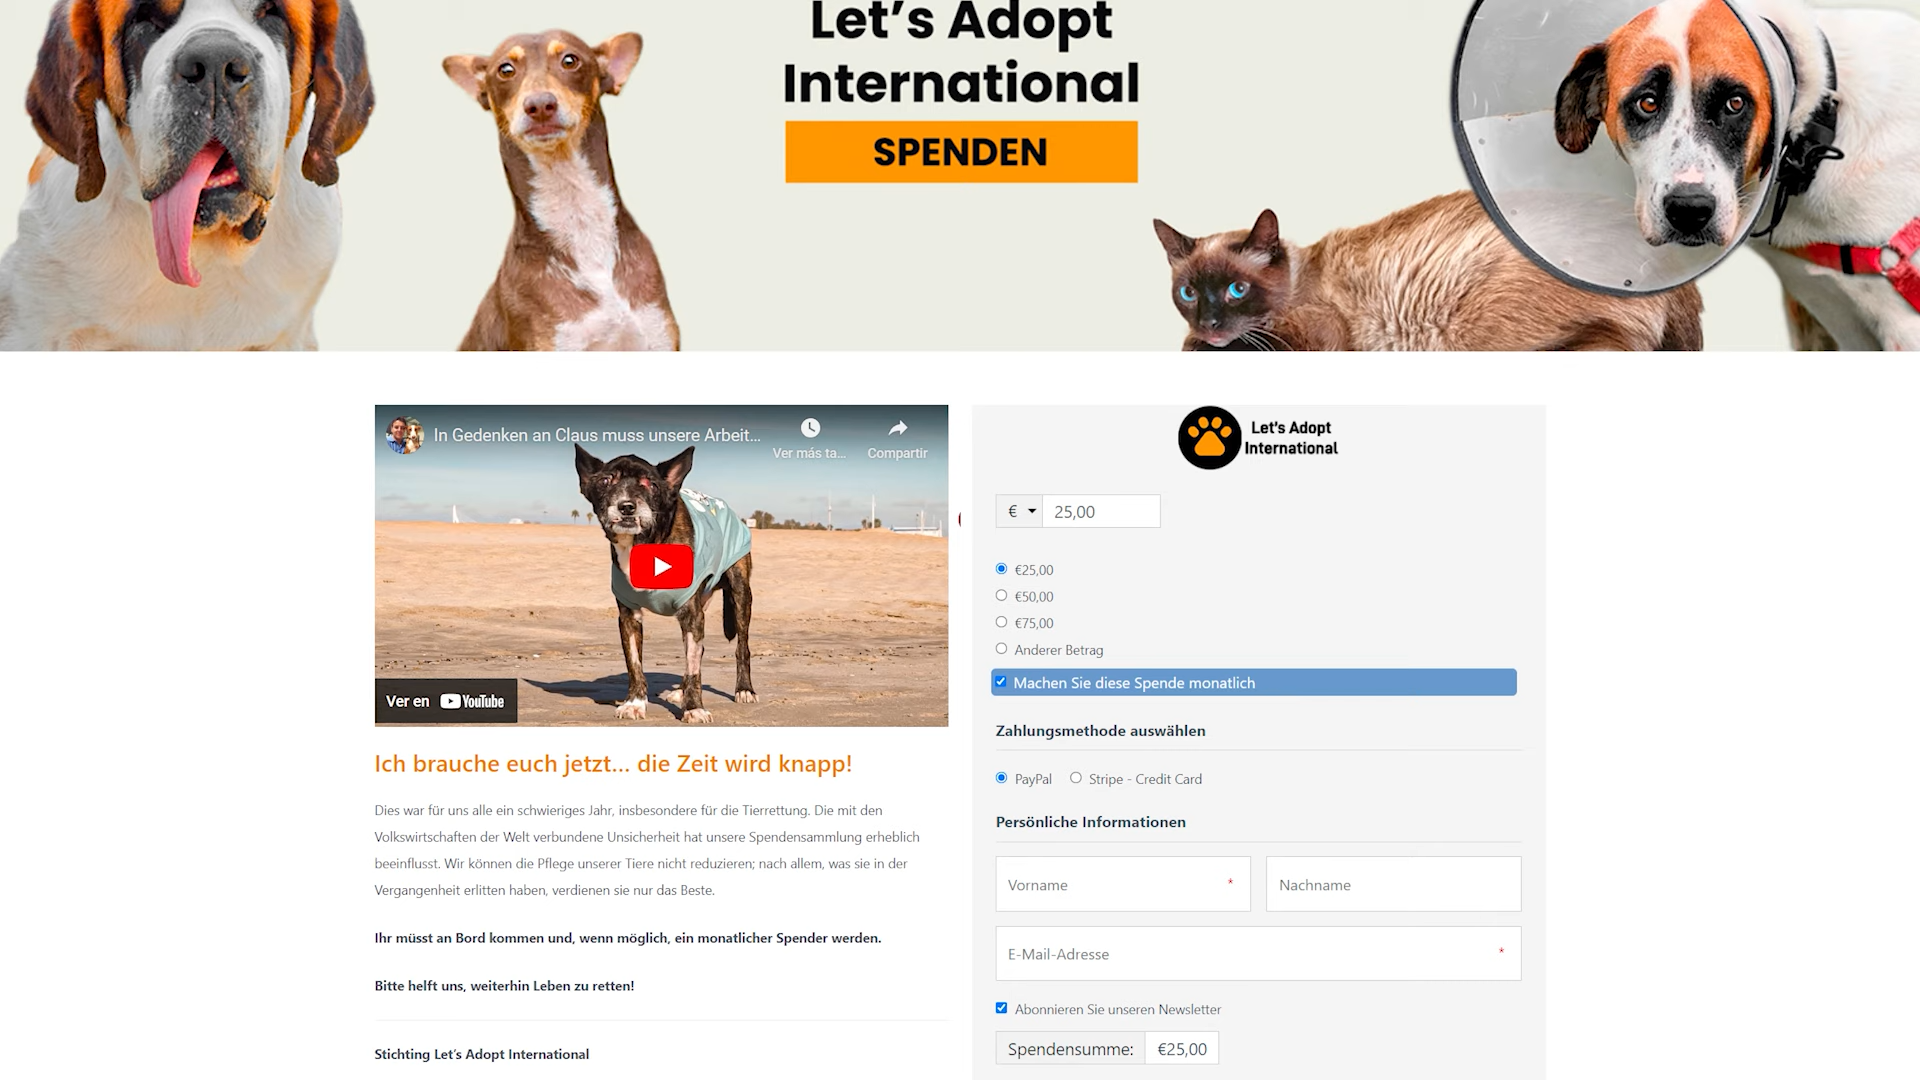 Let’s Adopt
International
SPENDEN
In Gedenken an Claus muss unsere Arbeit...
Ver más ta...
Compartir
Ver en YouTube
Ich brauche euch jetzt... die Zeit wird knapp!
Dies war für uns alle ein schwieriges Jahr, insbesondere für die Tierrettung. Die mit den
Volkswirtschaften der Welt verbundene Unsicherheit hat unsere Spendensammlung erheblich
beeinflusst. Wir können die Pflege unserer Tiere nicht reduzieren; nach allem, was sie in der
Vergangenheit erlitten haben, verdienen sie nur das Beste.
Ihr müsst an Bord kommen und, wenn möglich, ein monatlicher Spender werden.
Bitte helft uns, weiterhin Leben zu retten!
Stichting Let’s Adopt International
Let’s Adopt
International
€ 25,00
€25,00
€50,00
€75,00
Anderer Betrag
Machen Sie diese Spende monatlich
Zahlungsmethode auswählen
PayPal Stripe - Credit Card
Persönliche Informationen
Vorname * Nachname
E-Mail-Adresse *
Abonnieren Sie unseren Newsletter
Spendensumme: €25,00